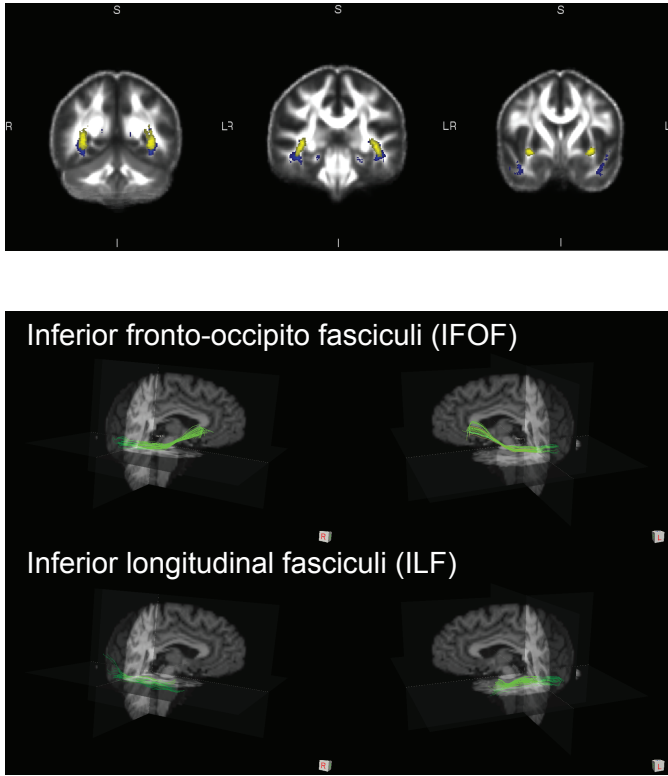 S S S
R LR LR L
I I I
Inferior fronto-occipito fasciculi (IFOF)
R L
Inferior longitudinal fasciculi (ILF)
R L